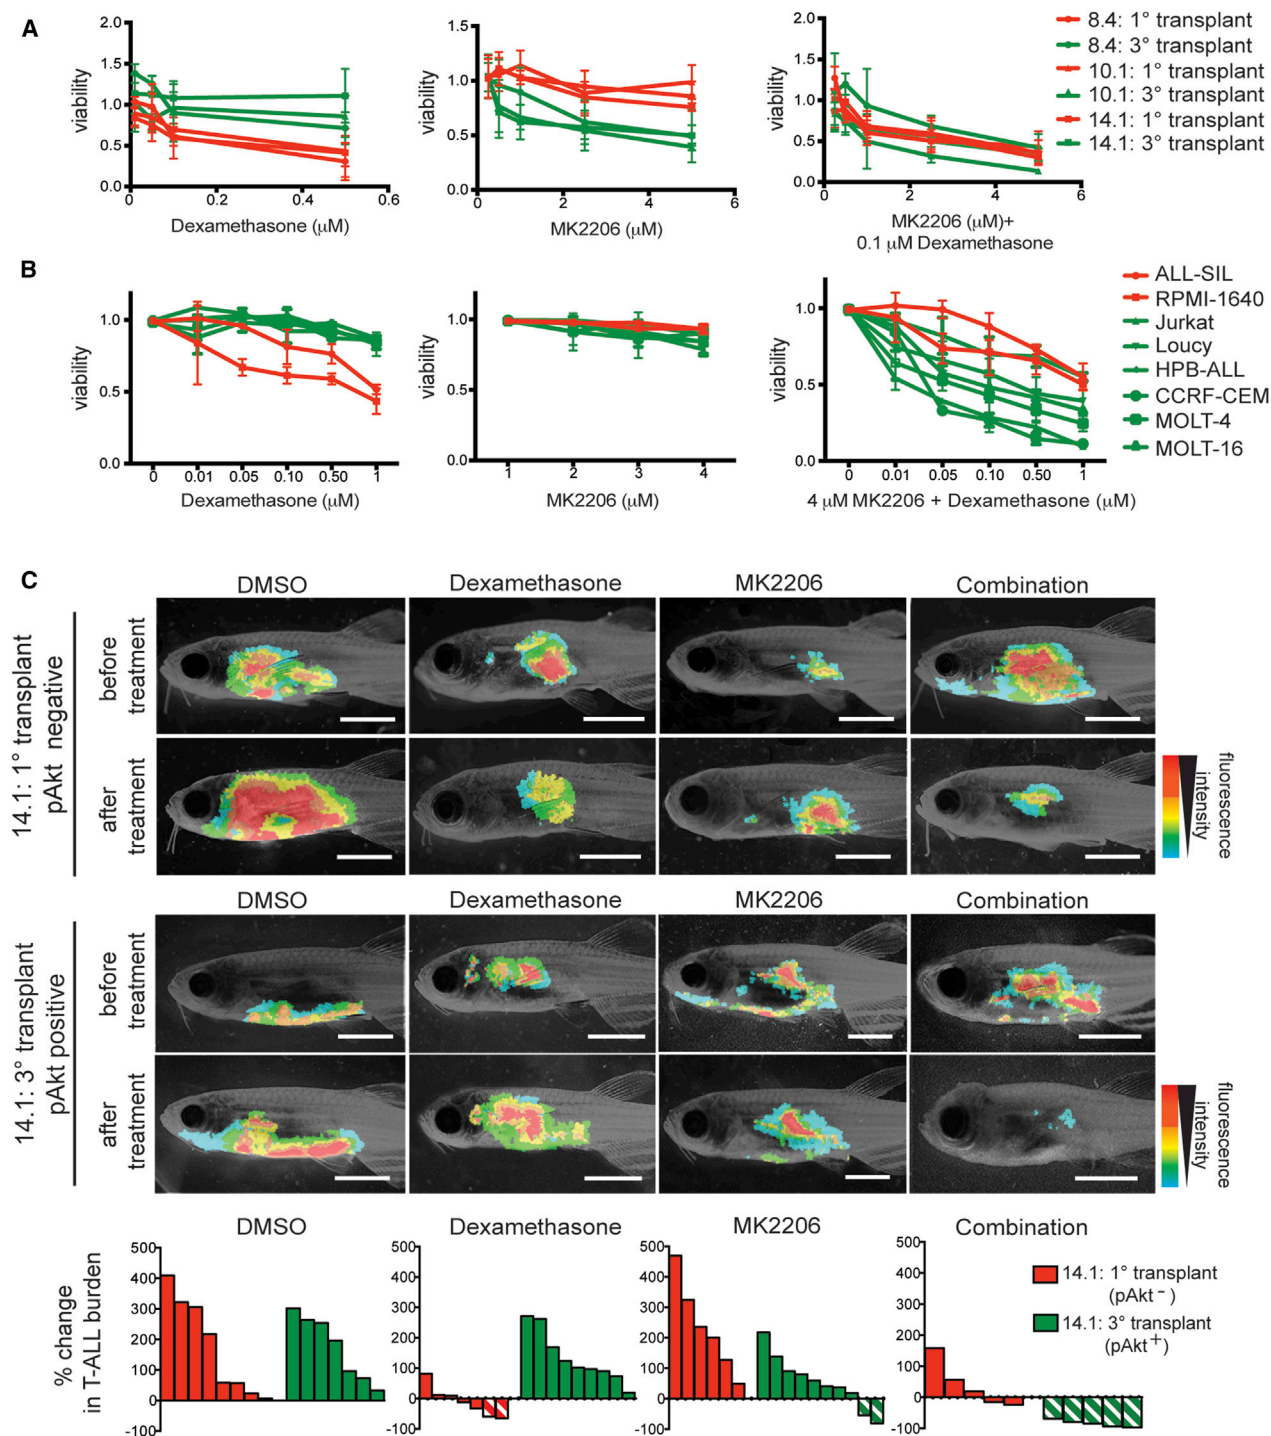 A
2.0
1.5
1.0
0.5
0.0
viability
0
0.2
0.4
0.6
Dexamethasone (μM)
1.5
1.0
0.5
0.0
viability
0
2
4
6
MK2206 (μM)
2.0
1.5
1.0
0.5
0.0
viability
0
2
4
6
MK2206 (μM)+
0.1 μM Dexamethasone
8.4: 1° transplant
8.4: 3° transplant
10.1: 1° transplant
10.1: 3° transplant
14.1: 1° transplant
14.1: 3° transplant
B
1.0
0.5
0.0
viability
0 0.01 0.05 0.10 0.50 1
Dexamethasone (μM)
1.0
0.5
0.0
viability
1 2 3 4
MK2206 (μM)
1.0
0.5
0.0
viability
0 0.01 0.05 0.10 0.50 1
4 μM MK2206 + Dexamethasone (μM)
ALL-SIL
RPMI-1640
Jurkat
Loucy
HPB-ALL
CCRF-CEM
MOLT-4
MOLT-16
C
DMSO Dexamethasone MK2206 Combination
14.1: 1° transplant
pAkt negative
before
treatment
after
treatment
fluorescence
intensity
DMSO Dexamethasone MK2206 Combination
14.1: 3° transplant
pAkt positive
before
treatment
after
treatment
fluorescence
intensity
DMSO Dexamethasone MK2206 Combination
% change
in T-ALL burden
500
400
300
200
100
0
-100
500
400
300
200
100
0
-100
500
400
300
200
100
0
-100
500
400
300
200
100
0
-100
14.1: 1° transplant
(pAkt⁻)
14.1: 3° transplant
(pAkt⁺)